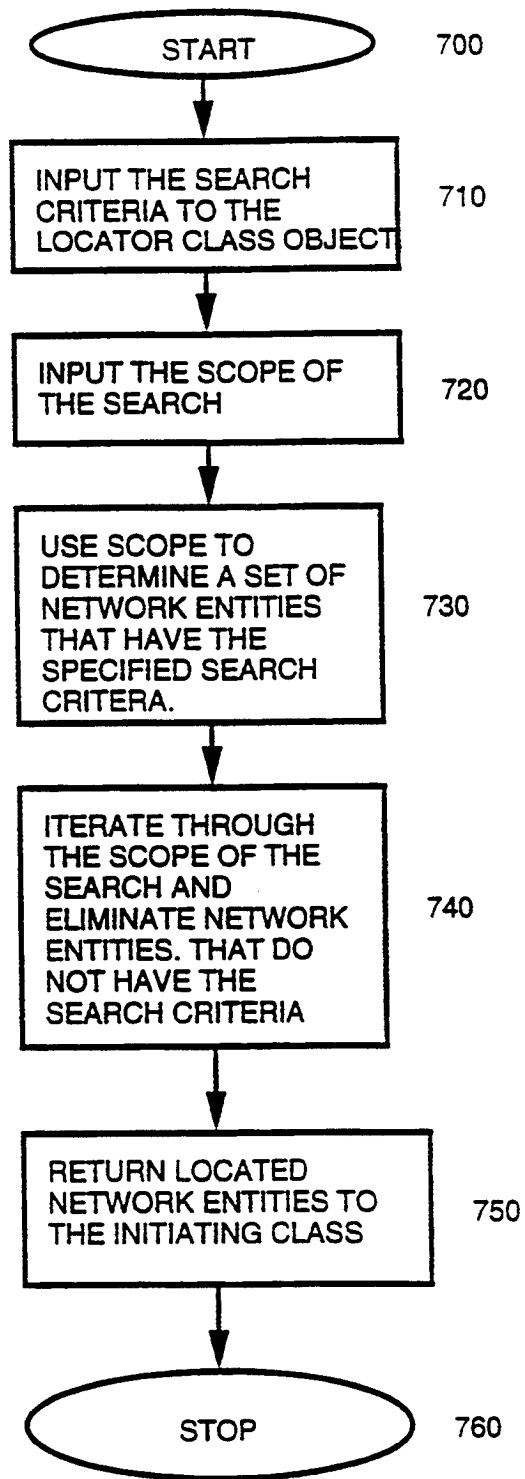 START
700
INPUT THE SEARCH
CRITERIA TO THE
LOCATOR CLASS OBJECT
710
INPUT THE SCOPE OF
THE SEARCH
720
USE SCOPE TO
DETERMINE A SET OF
NETWORK ENTITIES
THAT HAVE THE
SPECIFIED SEARCH
CRITERA.
730
ITERATE THROUGH
THE SCOPE OF THE
SEARCH AND
ELIMINATE NETWORK
ENTITIES. THAT DO
NOT HAVE THE
SEARCH CRITERIA
740
RETURN LOCATED
NETWORK ENTITIES TO
THE INITIATING CLASS
750
STOP
760